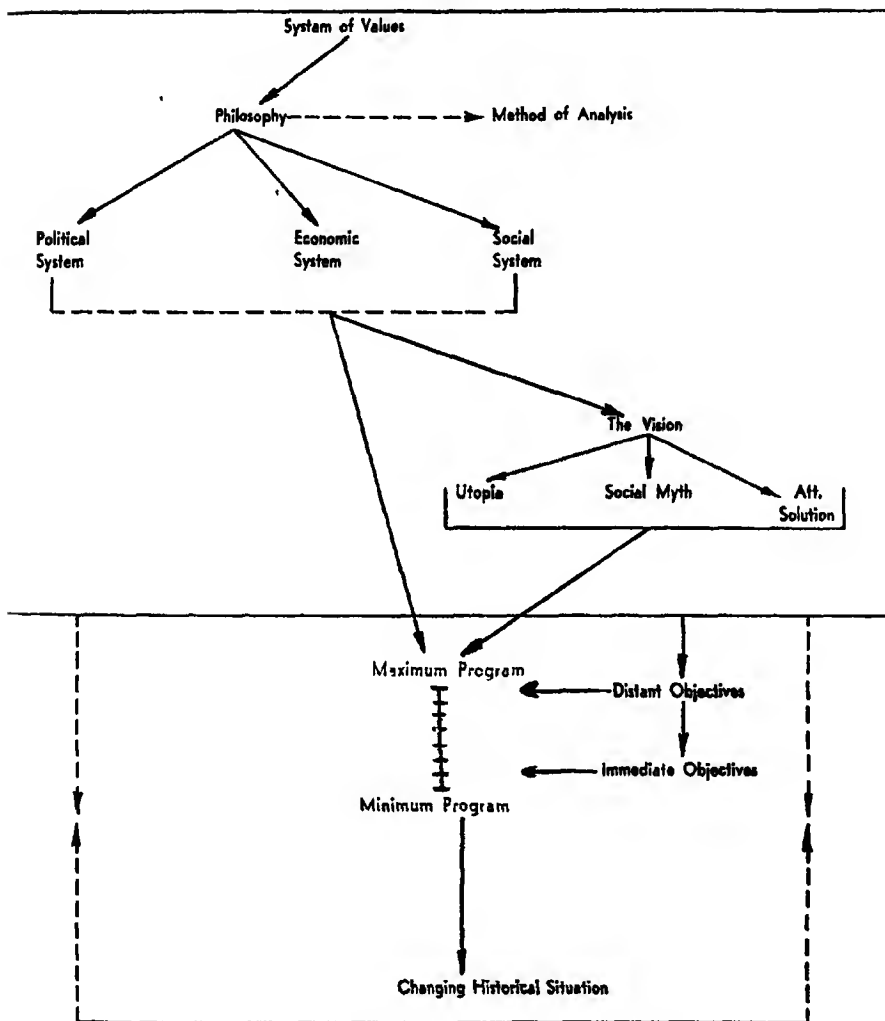 System of Values
Philosophy
Method of Analysis
Political
System
Economic
System
Social
System
The Vision
Utopia
Social Myth
Att.
Solution
Maximum Program
Distant Objectives
Immediate Objectives
Minimum Program
Changing Historical Situation